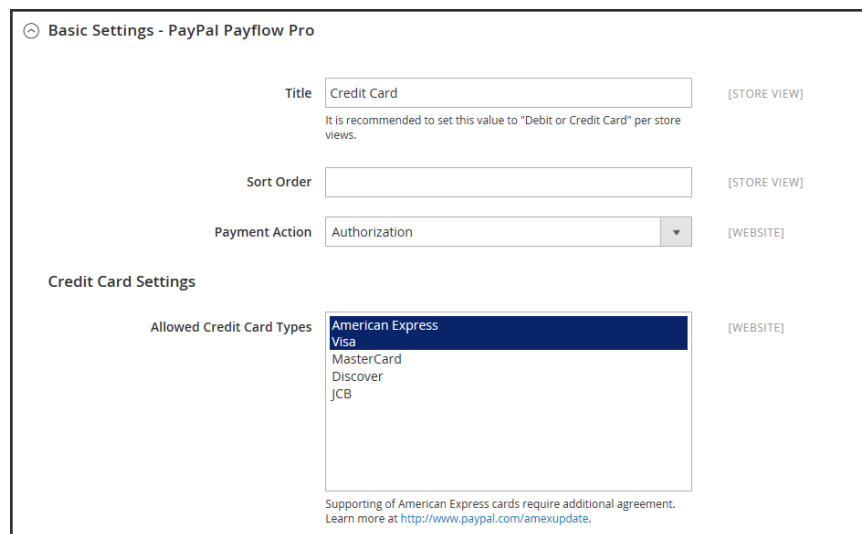 Basic Settings - PayPal Payflow Pro
Title Credit Card [STORE VIEW]
It is recommended to set this value to "Debit or Credit Card" per store
views.
Sort Order [STORE VIEW]
Payment Action Authorization [WEBSITE]
Credit Card Settings
Allowed Credit Card Types American Express [WEBSITE]
Visa
MasterCard
Discover
JCB
Supporting of American Express cards require additional agreement.
Learn more at http://www.paypal.com/amexupdate.